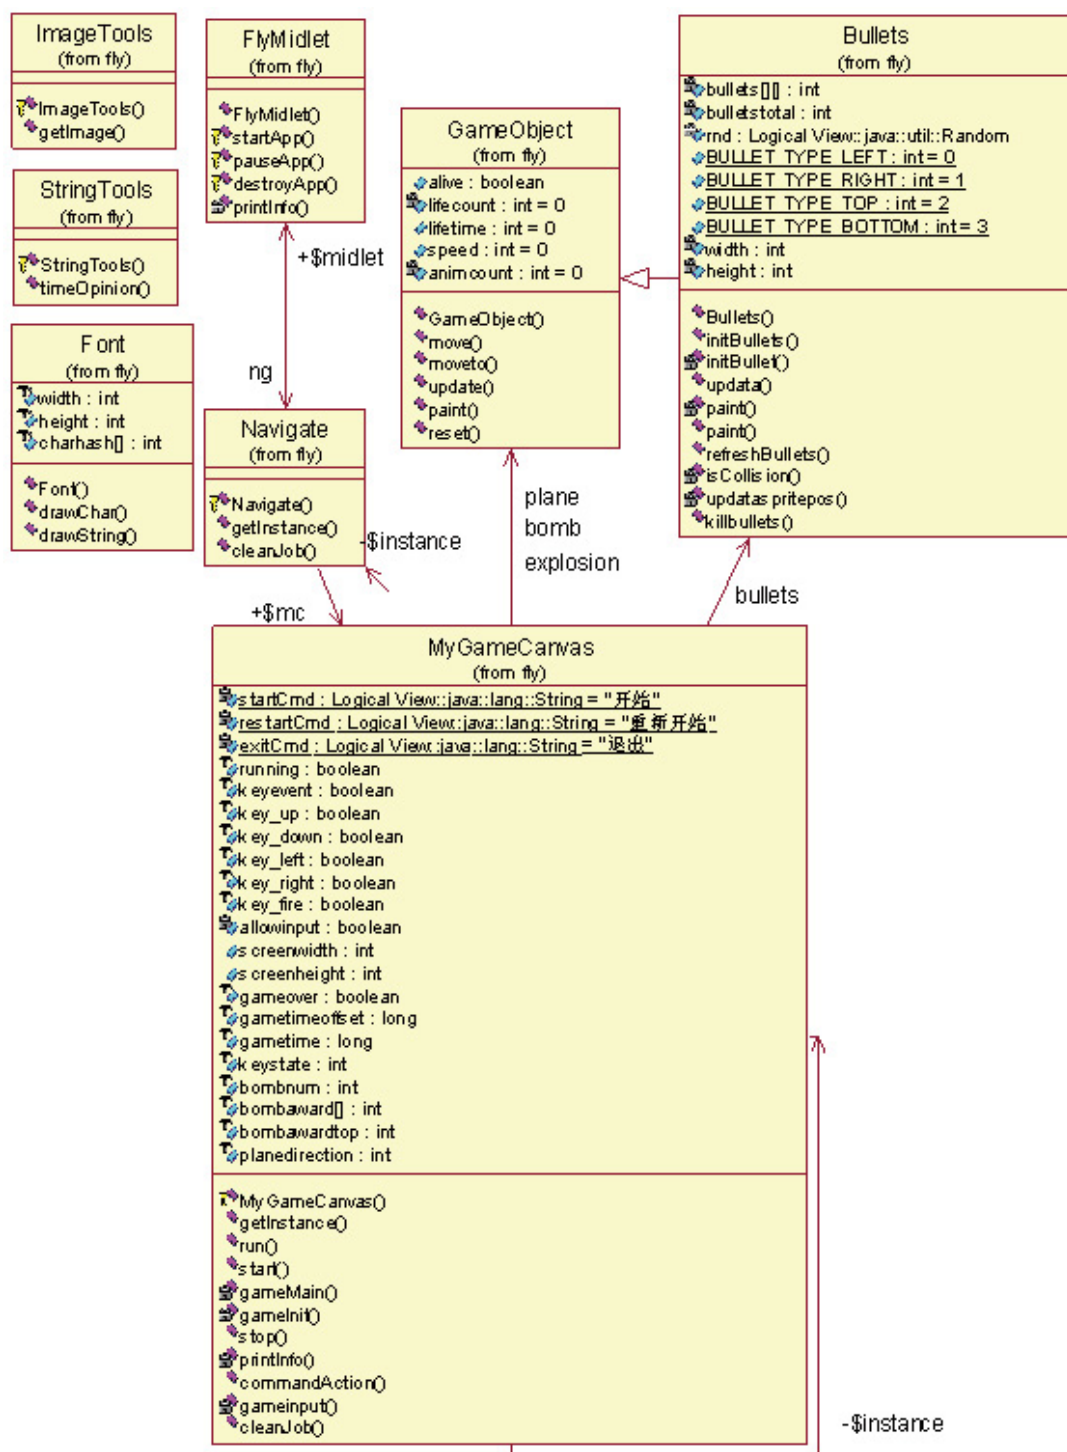 ImageTools
(from fly)
ImageTools()
getImage()
StringTools
(from fly)
StringTools()
timeOpinion()
Font
(from fly)
width : int
height : int
charhash[] : int
Font()
drawChar()
drawString()
FlyMidlet
(from fly)
FlyMidlet()
startApp()
pauseApp()
destroyApp()
printInfo()
+$midlet
ng
Navigate
(from fly)
Navigate()
getInstance()
cleanJob()
-$instance
+$mc
GameObject
(from fly)
alive : boolean
lifecount : int = 0
lifetime : int = 0
speed : int = 0
animcount : int = 0
GameObject()
move()
moveto()
update()
paint()
reset()
plane
bomb
explosion
Bullets
(from fly)
bullets[][] : int
bulletstotal : int
rnd : Logical View::java::util::Random
BULLET_TYPE_LEFT : int = 0
BULLET_TYPE_RIGHT : int = 1
BULLET_TYPE_TOP : int = 2
BULLET_TYPE_BOTTOM : int = 3
width : int
height : int
Bullets()
initBullets()
initBullet()
updata()
paint()
paint()
refreshBullets()
isCollision()
updataspritepos()
killbullets()
bullets
MyGameCanvas
(from fly)
startCmd : Logical View::java::lang::String = "开始"
restartCmd : Logical View::java::lang::String = "重新开始"
exitCmd : Logical View::java::lang::String = "退出"
running : boolean
keyevent : boolean
key_up : boolean
key_down : boolean
key_left : boolean
key_right : boolean
key_fire : boolean
allowinput : boolean
screenwidth : int
screenheight : int
gameover : boolean
gametimeoffset : long
gametime : long
keystate : int
bombnum : int
bombaward[] : int
bombawardtop : int
planedirection : int
MyGameCanvas()
getInstance()
run()
start()
gameMain()
gameInit()
stop()
printInfo()
commandAction()
gameinput()
cleanJob()
-$instance